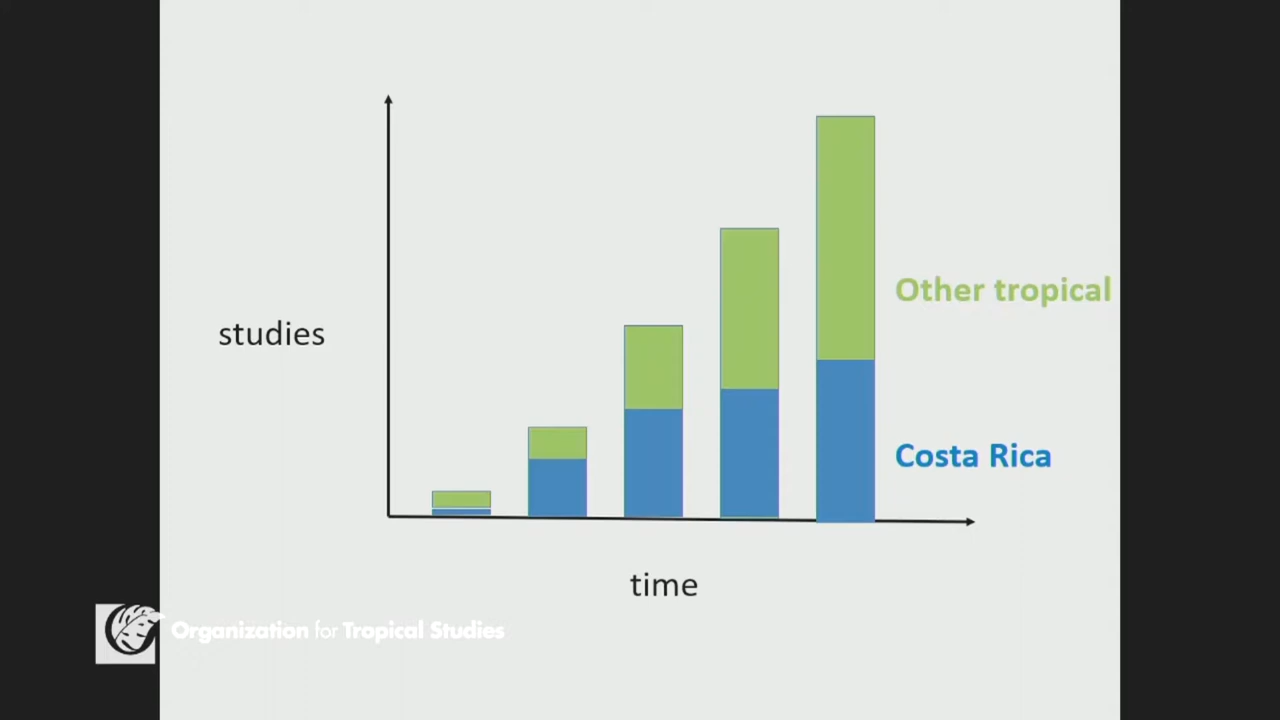 Other tropical
studies
Costa Rica
time
Organization for Tropical Studies